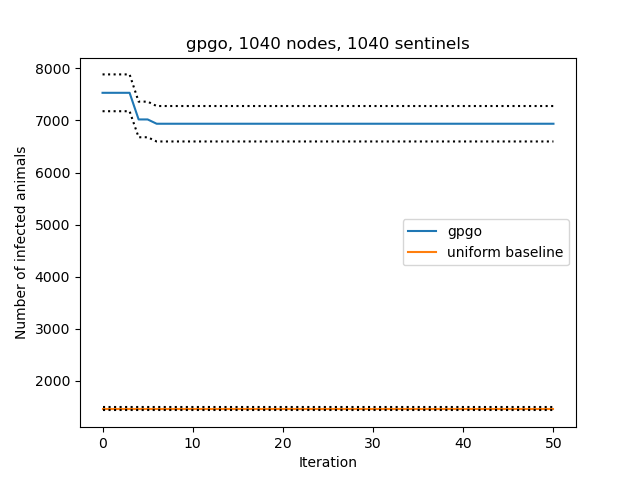 gpgo, 1040 nodes, 1040 sentinels
8000
7000
6000
5000
4000
3000
2000
Number of infected animals
gpgo
uniform baseline
0 10 20 30 40 50
Iteration